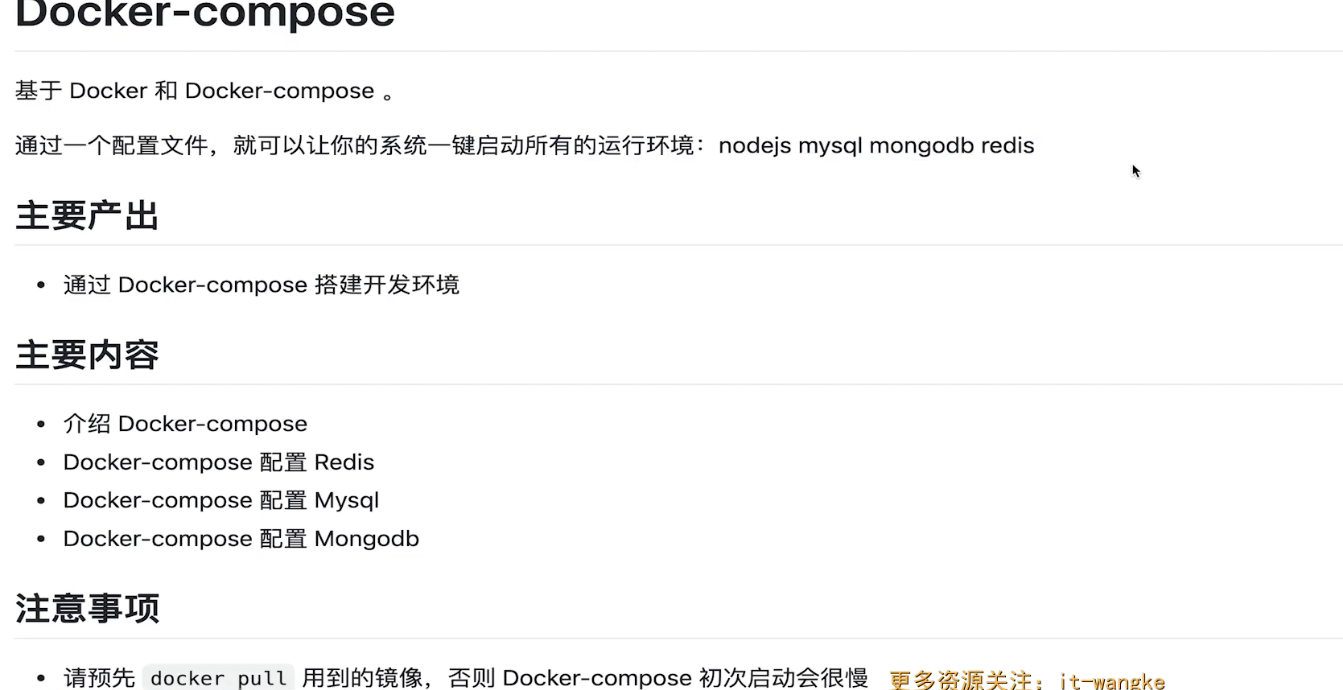 Docker-compose
基于 Docker 和 Docker-compose 。
通过一个配置文件，就可以让你的系统一键启动所有的运行环境：nodejs mysql mongodb redis
主要产出
• 通过 Docker-compose 搭建开发环境
主要内容
• 介绍 Docker-compose
• Docker-compose 配置 Redis
• Docker-compose 配置 Mysql
• Docker-compose 配置 Mongodb
注意事项
• 请预先 docker pull 用到的镜像，否则 Docker-compose 初次启动会很慢 更多资源关注：it-wangke